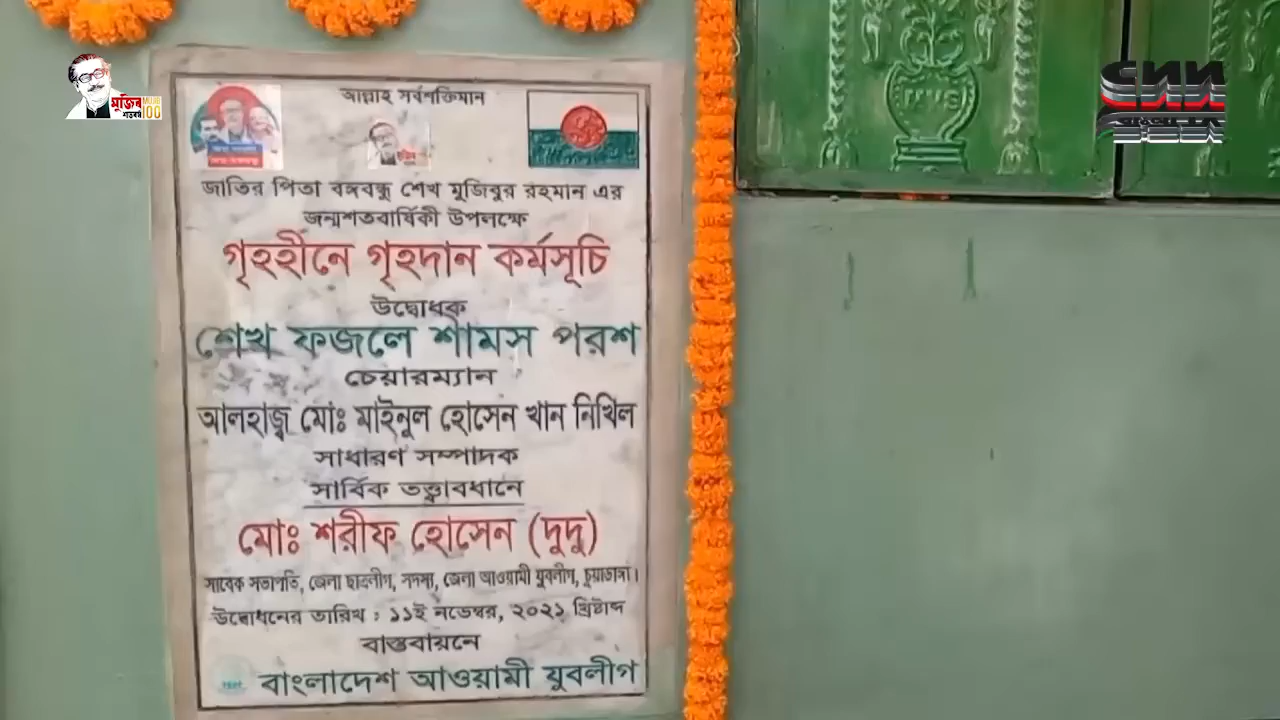 মুজিব
শতবর্ষ
100
আল্লাহ সর্বশক্তিমান
জাতির পিতা বঙ্গবন্ধু শেখ মুজিবুর রহমান এর
জন্মশতবার্ষিকী উপলক্ষে
গৃহহীনে গৃহদান কর্মসূচি
উদ্বোধক
শেখ ফজলে শামস পরশ
চেয়ারম্যান
আলহাজ্ব মোঃ মাইনুল হোসেন খান নিখিল
সাধারণ সম্পাদক
সার্বিক তত্ত্বাবধানে
মোঃ শরীফ হোসেন (দুদু)
সাবেক সভাপতি, জেলা ছাত্রলীগ, সদস্য, জেলা আওয়ামী যুবলীগ, চুয়াডাঙ্গা।
উদ্বোধনের তারিখ : ১১ই নভেম্বর, ২০২১ খ্রিষ্টাব্দ
বাস্তবায়নে
বাংলাদেশ আওয়ামী যুবলীগ